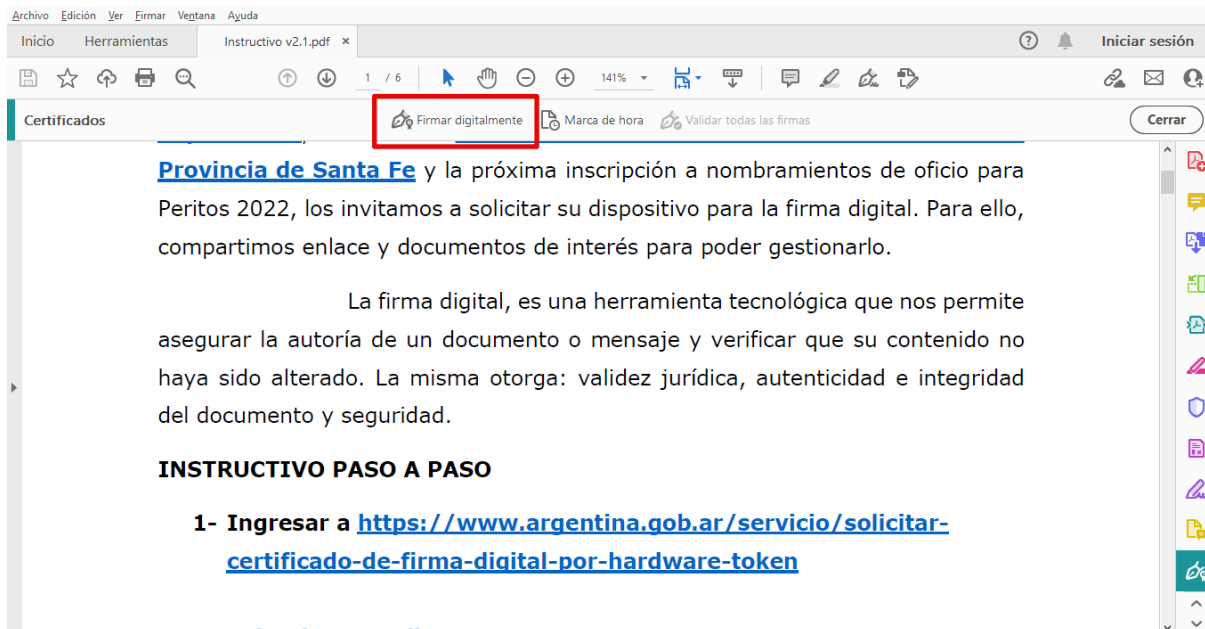 Archivo Edición Ver Firmar Ventana Ayuda
Inicio Herramientas Instructivo v2.1.pdf × Iniciar sesión
1 / 6 141%
Certificados Firmar digitalmente Marca de hora Validar todas las firmas Cerrar
Provincia de Santa Fe y la próxima inscripción a nombramientos de oficio para
Peritos 2022, los invitamos a solicitar su dispositivo para la firma digital. Para ello,
compartimos enlace y documentos de interés para poder gestionarlo.
La firma digital, es una herramienta tecnológica que nos permite
asegurar la autoría de un documento o mensaje y verificar que su contenido no
haya sido alterado. La misma otorga: validez jurídica, autenticidad e integridad
del documento y seguridad.
INSTRUCTIVO PASO A PASO
1- Ingresar a https://www.argentina.gob.ar/servicio/solicitar-
certificado-de-firma-digital-por-hardware-token